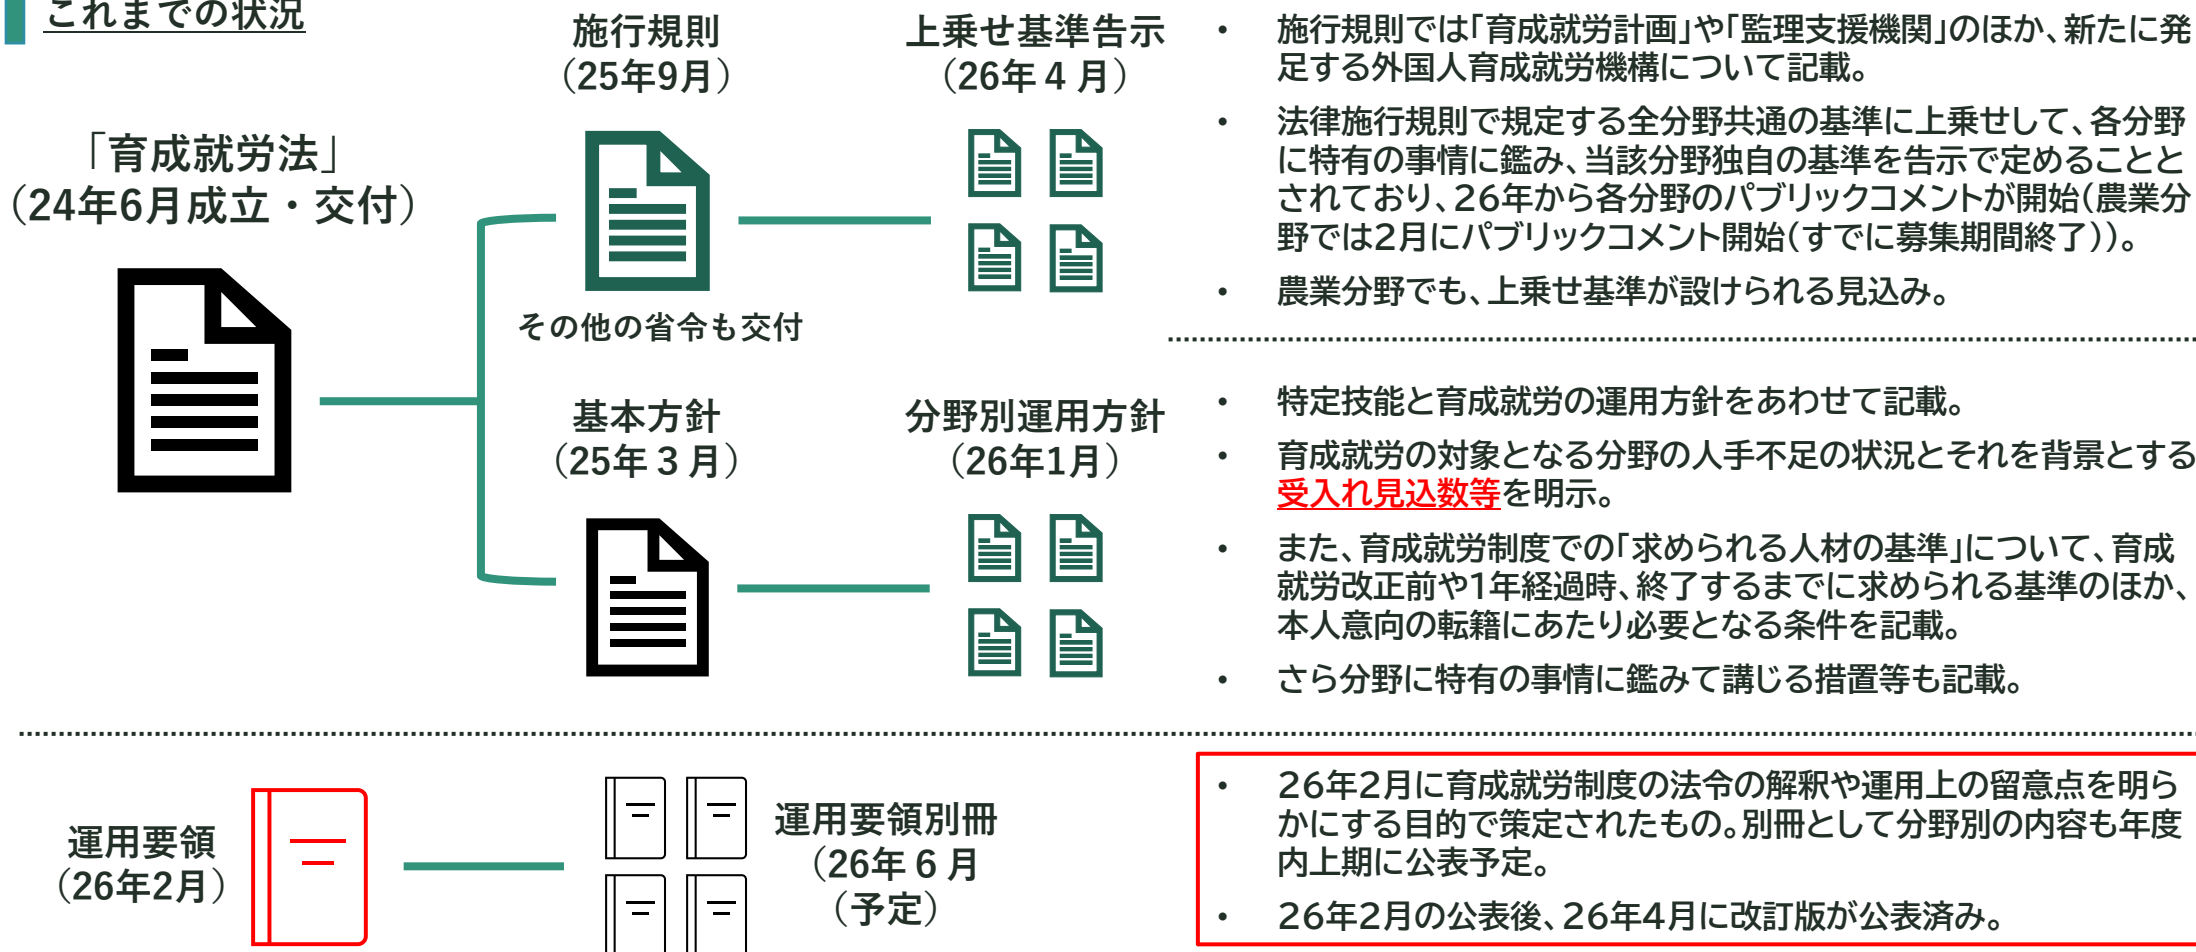 これまでの状況
「育成就労法」
（24年6月成立・交付）
施行規則
（25年9月）
その他の省令も交付
上乗せ基準告示
（26年４月）
・ 施行規則では「育成就労計画」や「監理支援機関」のほか、新たに発
足する外国人育成就労機構について記載。
・ 法律施行規則で規定する全分野共通の基準に上乗せして、各分野
に特有の事情に鑑み、当該分野独自の基準を告示で定めることと
されており、26年から各分野のパブリックコメントが開始(農業分
野では2月にパブリックコメント開始(すでに募集期間終了))。
・ 農業分野でも、上乗せ基準が設けられる見込み。
基本方針
（25年３月）
分野別運用方針
（26年1月）
・ 特定技能と育成就労の運用方針をあわせて記載。
・ 育成就労の対象となる分野の人手不足の状況とそれを背景とする
受入れ見込数等を明示。
・ また、育成就労制度での「求められる人材の基準」について、育成
就労改正前や1年経過時、終了するまでに求められる基準のほか、
本人意向の転籍にあたり必要となる条件を記載。
・ さら分野に特有の事情に鑑みて講じる措置等も記載。
運用要領
（26年2月）
運用要領別冊
（26年６月
（予定）
・ 26年2月に育成就労制度の法令の解釈や運用上の留意点を明ら
かにする目的で策定されたもの。別冊として分野別の内容も年度
内上期に公表予定。
・ 26年2月の公表後、26年4月に改訂版が公表済み。